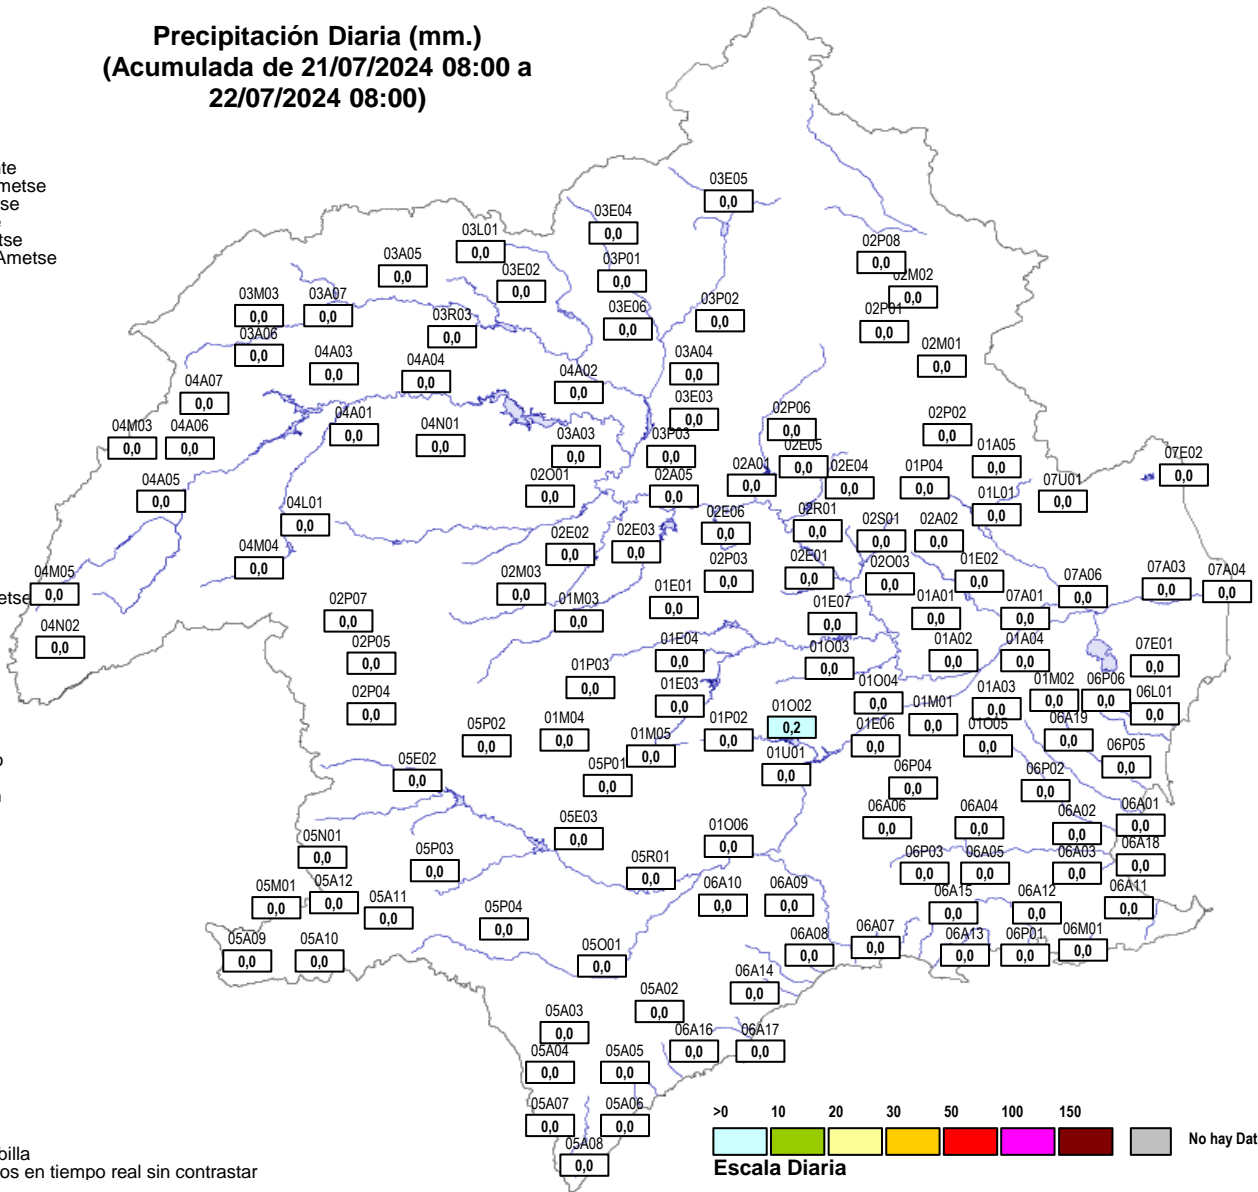 Precipitación Diaria (mm.)
(Acumulada de 21/07/2024 08:00 a
22/07/2024 08:00)
03E05
0,0
03E04
0,0
03L01
0,0
03P01
0,0
03A05
0,0
03E02
0,0
02P08
0,0
02M02
0,0
03M03
0,0
03A07
0,0
03E06
0,0
03P02
0,0
02P01
0,0
03R03
0,0
03A06
0,0
04A03
0,0
04A04
0,0
04A02
0,0
03A04
0,0
02M01
0,0
04A07
0,0
04A01
0,0
03E03
0,0
02P06
0,0
02P02
0,0
04M03
0,0
04A06
0,0
04N01
0,0
03A03
0,0
03P03
0,0
02E05
0,0
01A05
0,0
07E02
0,0
04A05
0,0
02O01
0,0
02A05
0,0
02A01
0,0
02E04
0,0
01P04
0,0
01L01
0,0
07U01
0,0
04L01
0,0
02E06
0,0
02R01
0,0
02S01
0,0
02A02
0,0
04M04
0,0
02E02
0,0
02E03
0,0
02P03
0,0
02E01
0,0
02O03
0,0
01E02
0,0
04M05
0,0
02M03
0,0
01M03
0,0
01E01
0,0
01E07
0,0
01A01
0,0
07A01
0,0
07A06
0,0
07A03
0,0
07A04
0,0
04N02
0,0
02P07
0,0
02P05
0,0
01E04
0,0
01O03
0,0
01A02
0,0
01A04
0,0
07E01
0,0
02P04
0,0
01P03
0,0
01E03
0,0
01O02
0,2
01O04
0,0
01M01
0,0
01A03
0,0
01M02
0,0
06P06
0,0
06L01
0,0
05P02
0,0
01M04
0,0
01M05
0,0
01P02
0,0
01E06
0,0
01O05
0,0
06A19
0,0
05E02
0,0
05P01
0,0
01U01
0,0
06P04
0,0
06P02
0,0
06P05
0,0
05E03
0,0
01O06
0,0
06A06
0,0
06A04
0,0
06A02
0,0
06A01
0,0
05N01
0,0
05P03
0,0
05R01
0,0
06P03
0,0
06A05
0,0
06A03
0,0
06A18
0,0
05M01
0,0
05A12
0,0
05A11
0,0
05P04
0,0
06A10
0,0
06A09
0,0
06A15
0,0
06A12
0,0
06A11
0,0
05A09
0,0
05A10
0,0
05O01
0,0
06A08
0,0
06A07
0,0
06A13
0,0
06P01
0,0
06M01
0,0
05A03
0,0
05A02
0,0
06A14
0,0
05A04
0,0
05A05
0,0
06A16
0,0
06A17
0,0
05A07
0,0
05A06
0,0
05A08
0,0
>0 10 20 30 50 100 150
No hay Dat
Escala Diaria
os en tiempo real sin contrastar